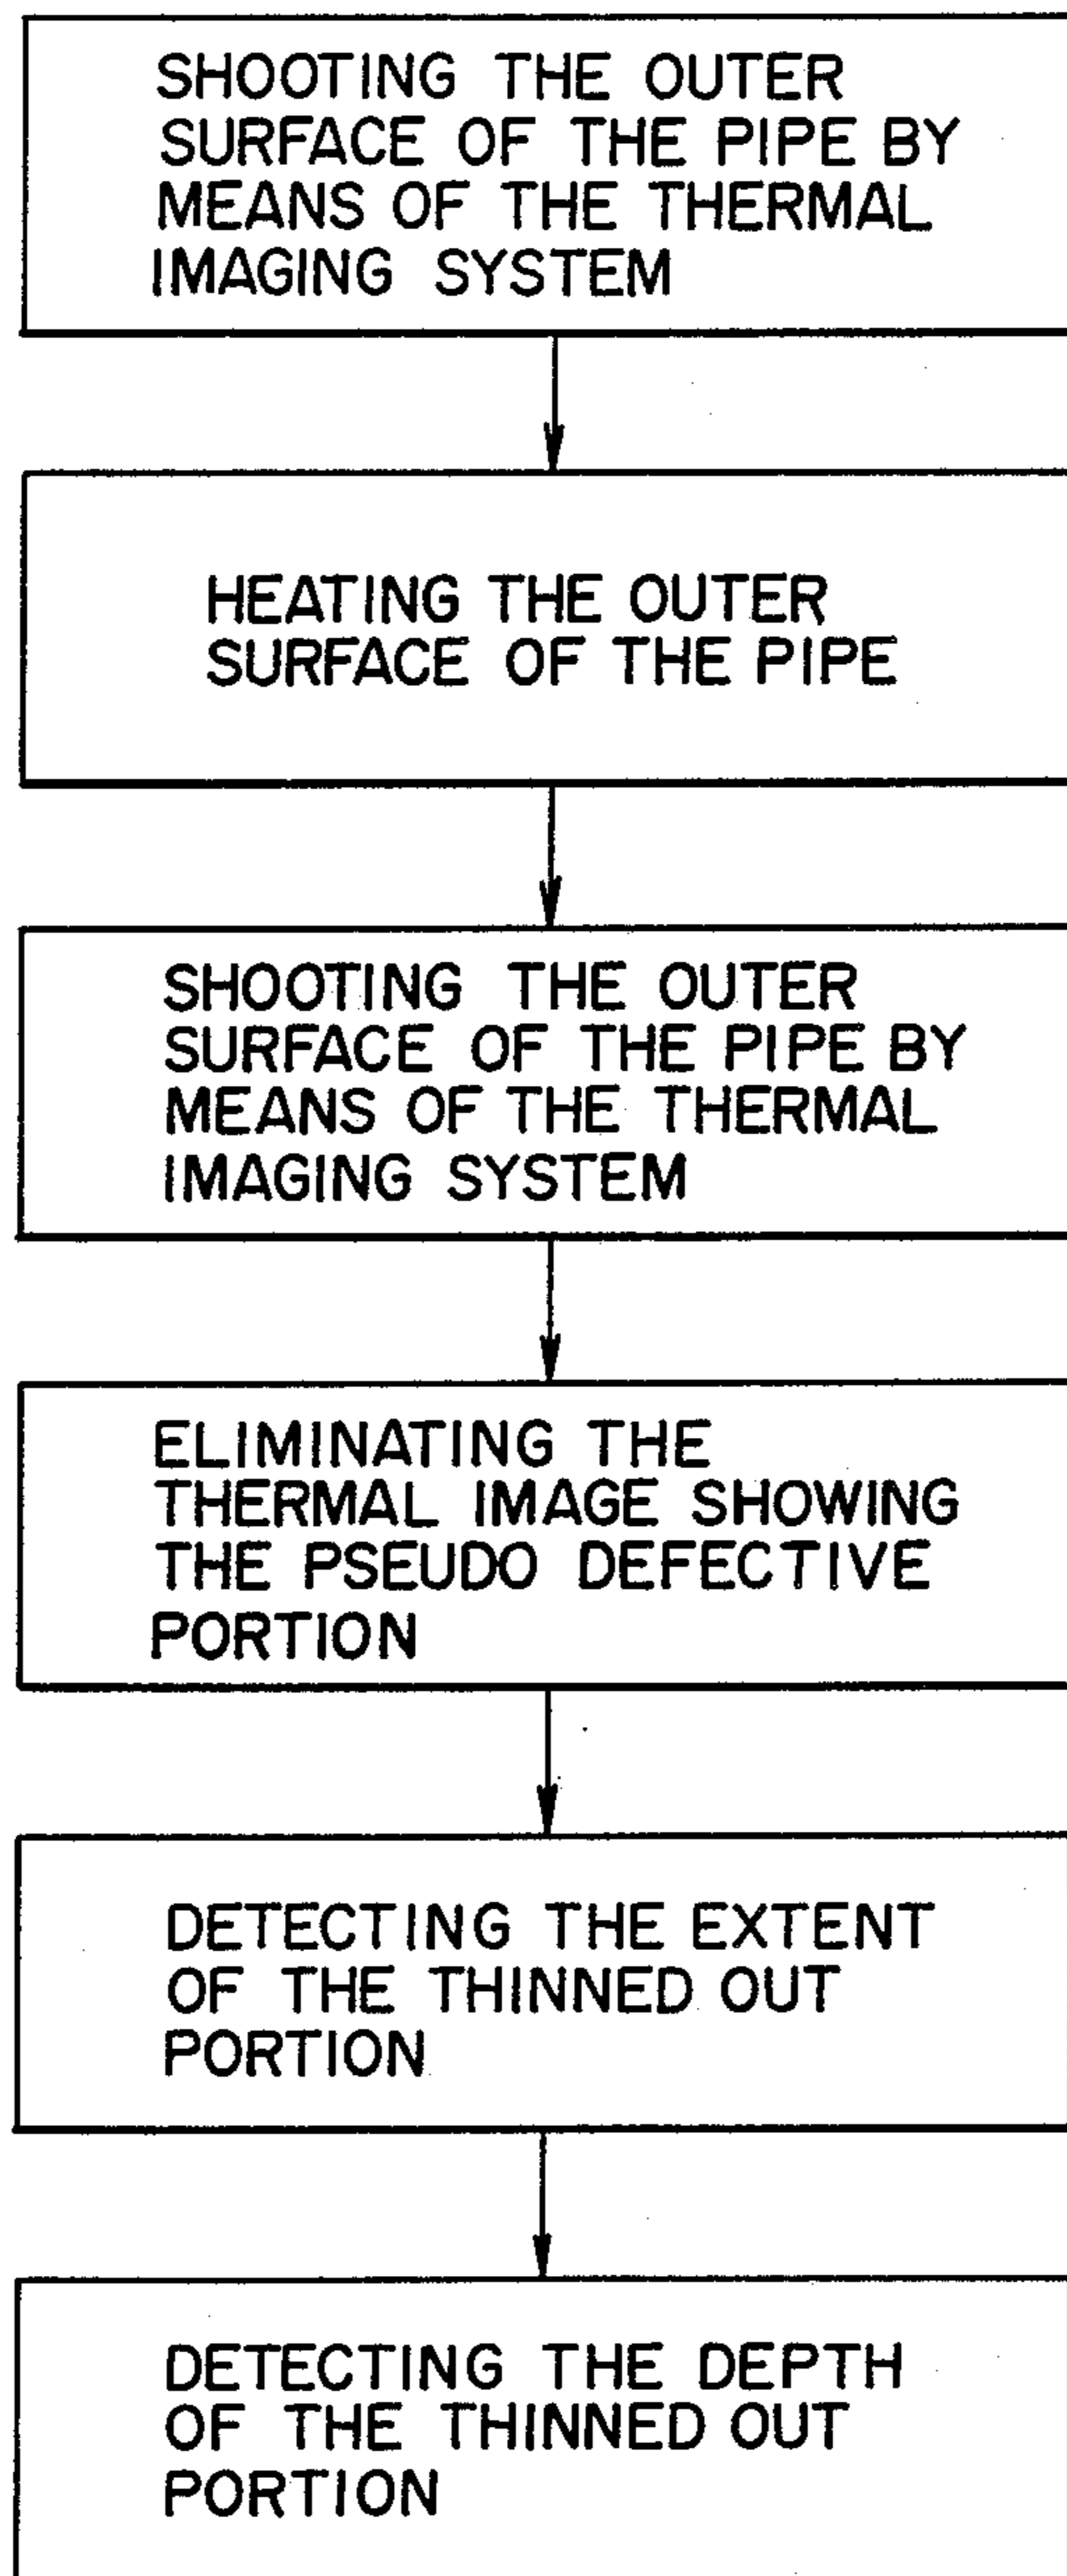 SHOOTING THE OUTER
SURFACE OF THE PIPE BY
MEANS OF THE THERMAL
IMAGING SYSTEM
HEATING THE OUTER
SURFACE OF THE PIPE
SHOOTING THE OUTER
SURFACE OF THE PIPE BY
MEANS OF THE THERMAL
IMAGING SYSTEM
ELIMINATING THE
THERMAL IMAGE SHOWING
THE PSEUDO DEFECTIVE
PORTION
DETECTING THE EXTENT
OF THE THINNED OUT
PORTION
DETECTING THE DEPTH
OF THE THINNED OUT
PORTION